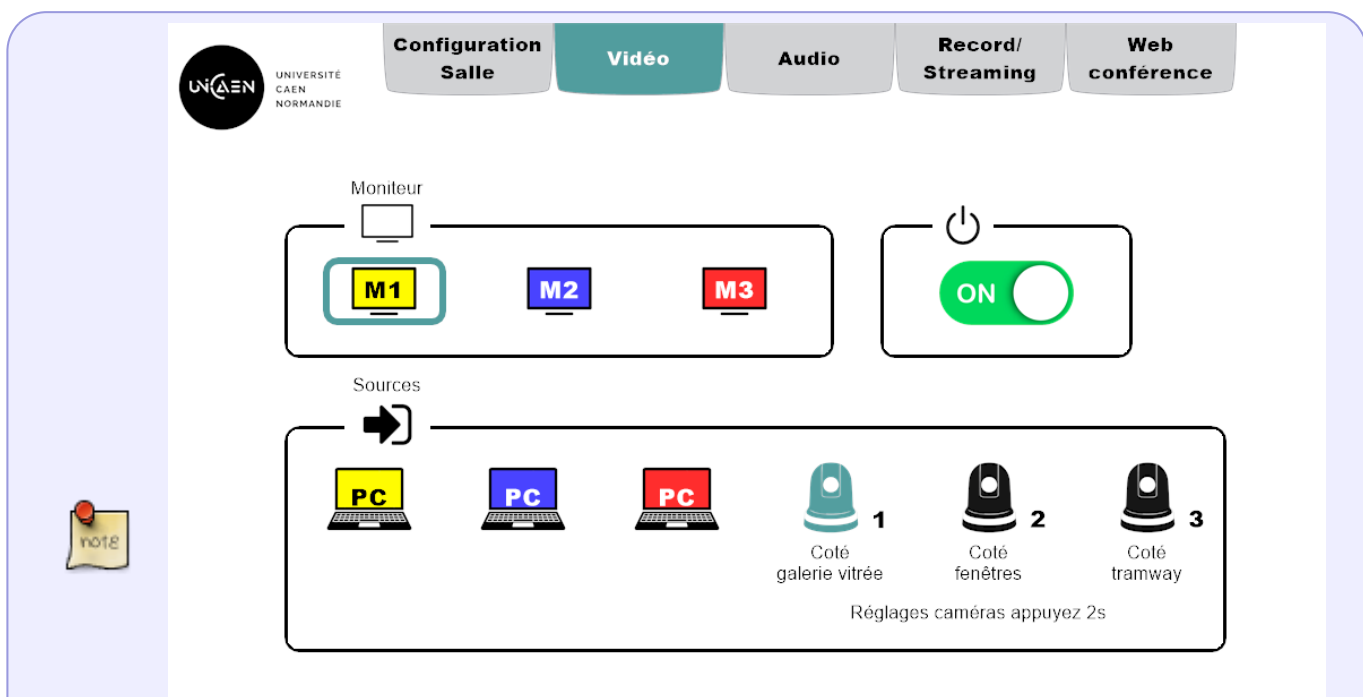 UNICAEN
UNIVERSITÉ
CAEN
NORMANDIE
Configuration
Salle
Vidéo
Audio
Record/
Streaming
Web
conférence
Moniteur
M1
M2
M3
ON
Sources
PC
PC
PC
1
2
3
Coté
galerie vitrée
Coté
fenêtres
Coté
tramway
Réglages caméras appuyez 2s
note